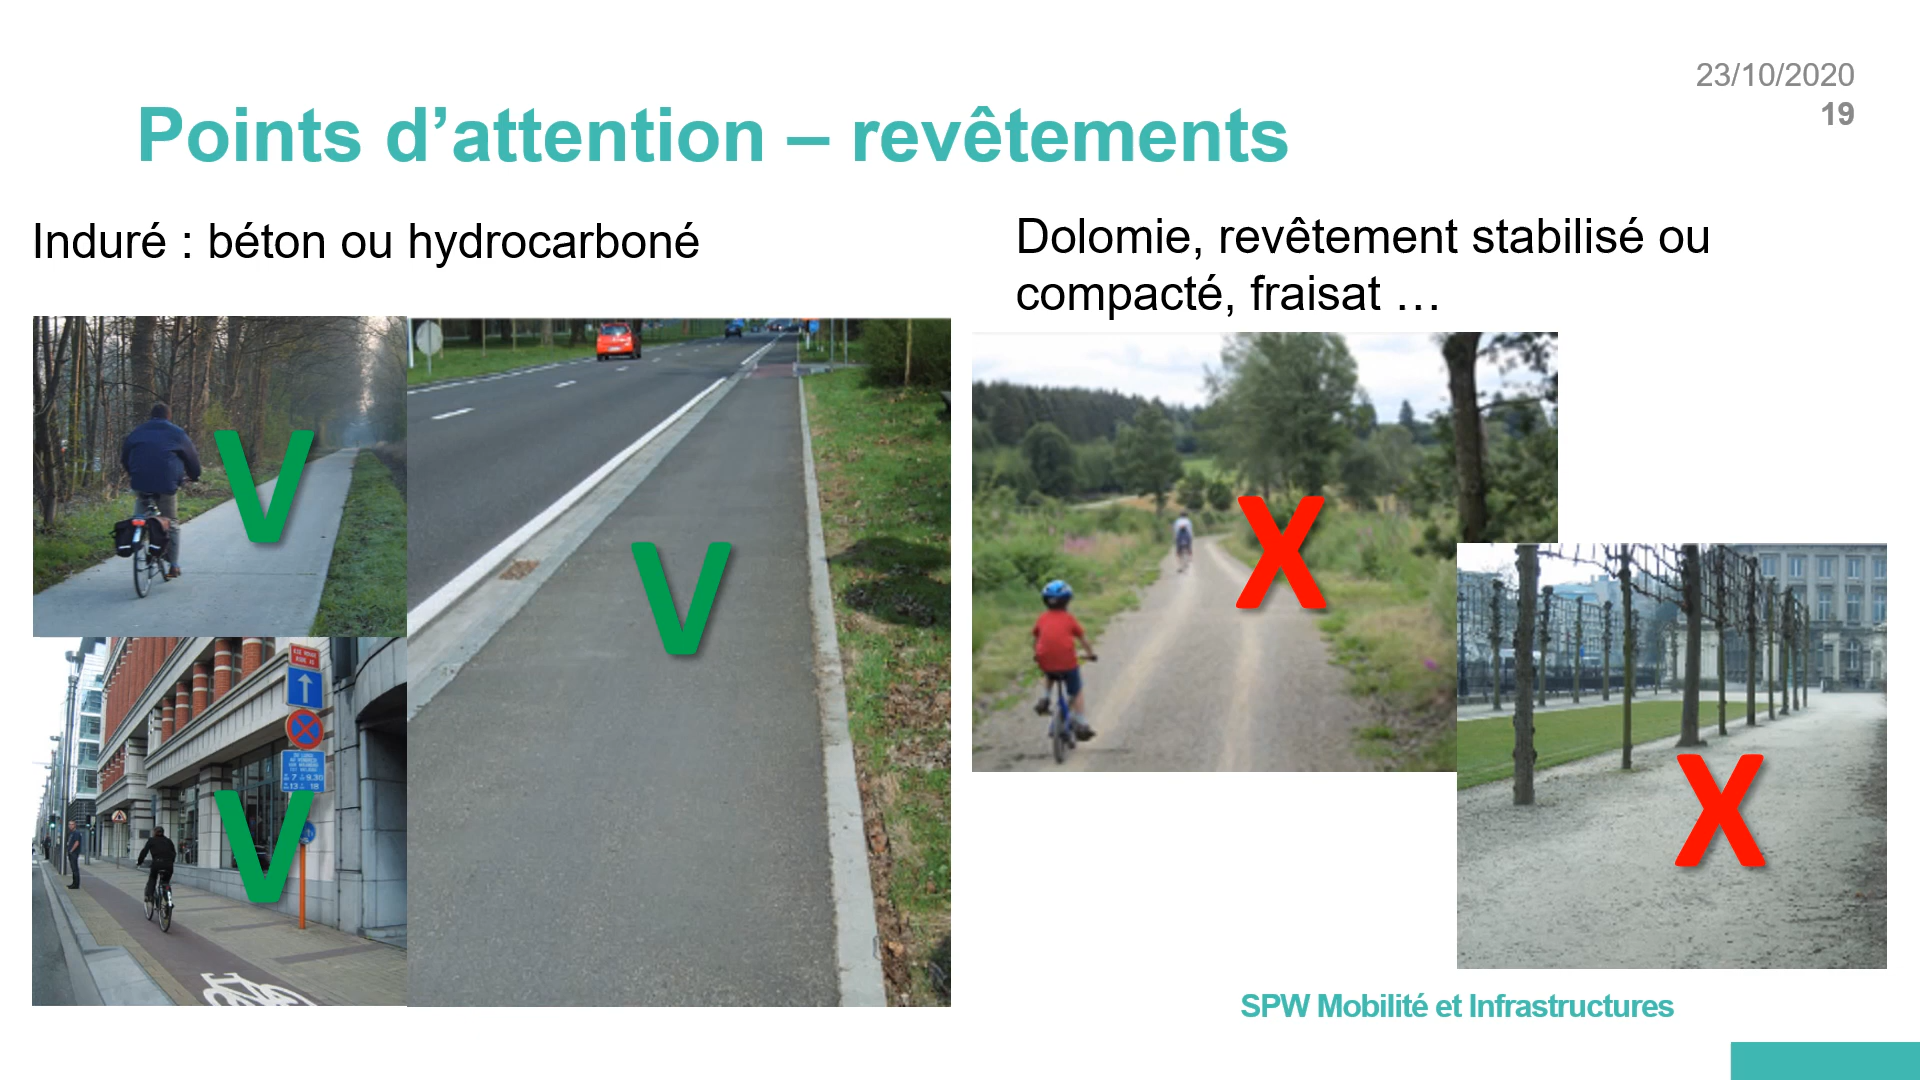 23/10/2020
19
Points d’attention – revêtements
Induré : béton ou hydrocarboné
Dolomie, revêtement stabilisé ou
compacté, fraisat …
V
V
V
X
X
SPW Mobilité et Infrastructures